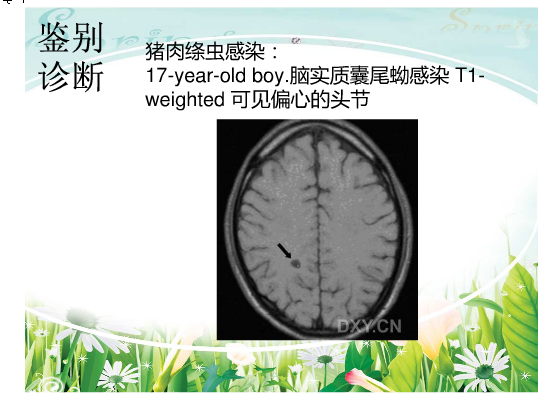 鉴别
诊断
猪肉绦虫感染：
17-year-old boy.脑实质囊尾蚴感染 T1-
weighted 可见偏心的头节
DXY.CN